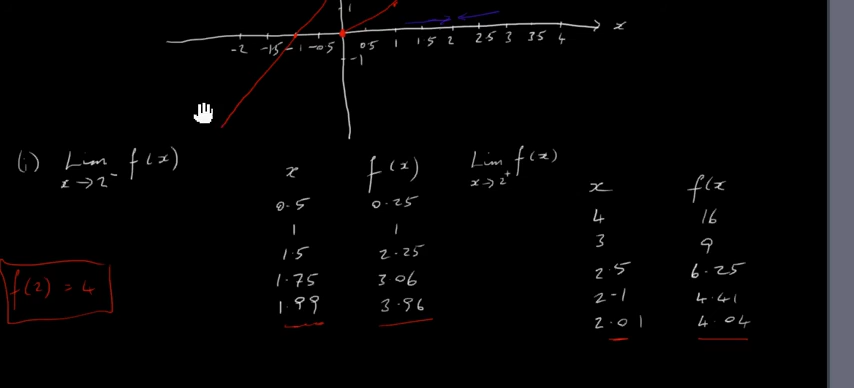 1
x
-2 -1.5 -1 -0.5 0.5 1 1.5 2 2.5 3 3.5 4
-1
(i) Lim f(x)
x→2⁻
x f(x)
0.5 0.25
1 1
1.5 2.25
1.75 3.06
1.99 3.96
f(2) = 4
Lim f(x)
x→2⁺
x f(x
4 16
3 9
2.5 6.25
2.1 4.41
2.01 4.04